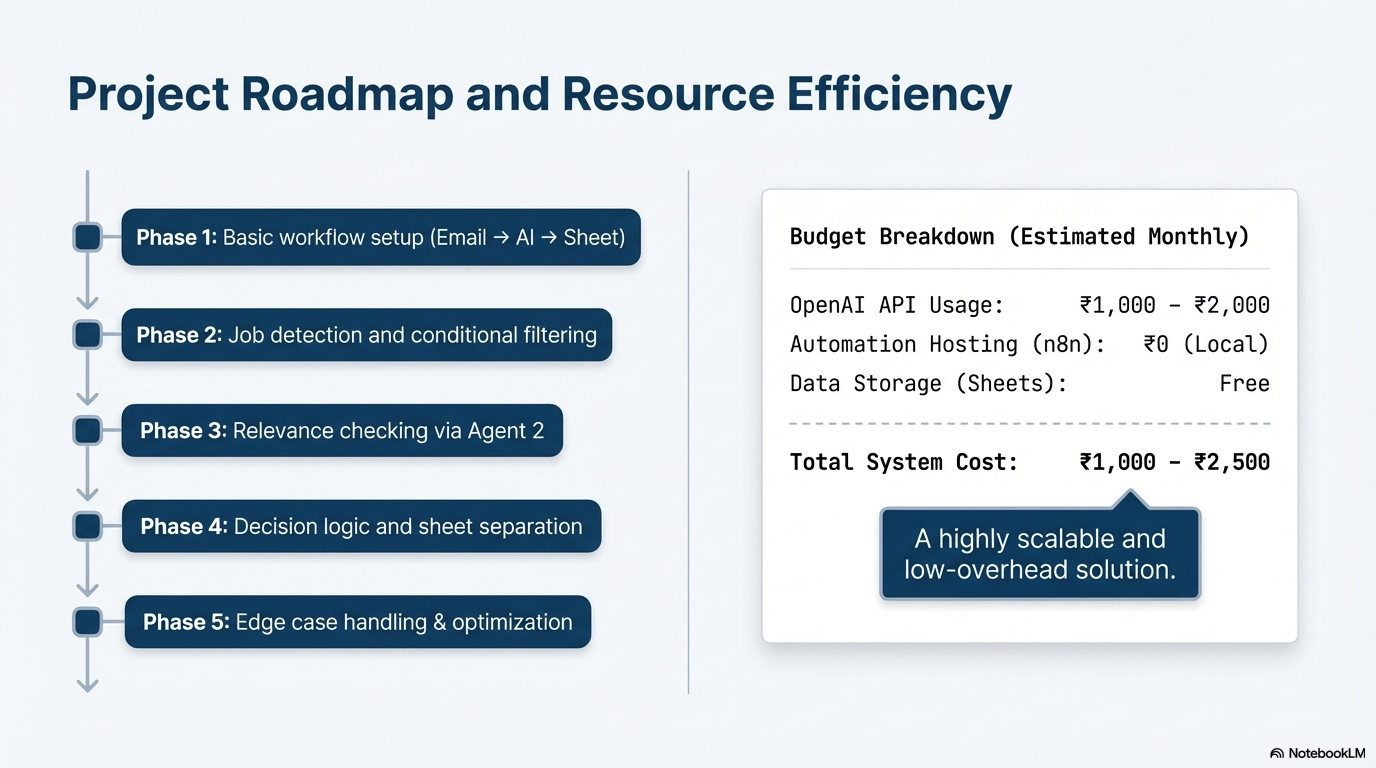 Project Roadmap and Resource Efficiency
Phase 1: Basic workflow setup (Email → AI → Sheet)
Phase 2: Job detection and conditional filtering
Phase 3: Relevance checking via Agent 2
Phase 4: Decision logic and sheet separation
Phase 5: Edge case handling & optimization
Budget Breakdown (Estimated Monthly)
OpenAI API Usage: ₹1,000 – ₹2,000
Automation Hosting (n8n): ₹0 (Local)
Data Storage (Sheets): Free
Total System Cost: ₹1,000 – ₹2,500
A highly scalable and
low-overhead solution.
NotebookLM